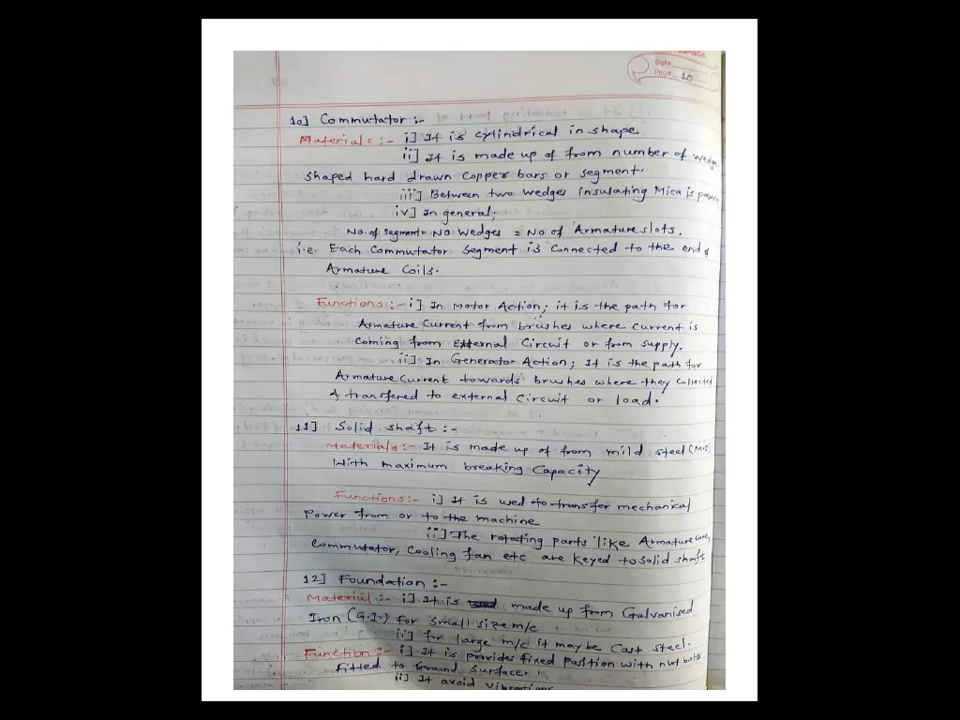 Date
Page: 10
10] Commutator :-
Materials :- i] It is cylindrical in shape
ii] It is made up of from number of wedge
shaped hard drawn copper bars or segment.
iii] Between two wedges insulating Mica is
iv] In general;
No. of segment = No Wedges = No of Armature slots.
i.e. Each Commutator segment is Connected to the end of
Armature Coils.
Functions :- i] In Motor Action; it is the path for
Armature Current from brushes where current is
Coming from External Circuit or from supply.
ii] In Generator Action; It is the path for
Armature Current towards brushes where they collected
& transfered to external Circuit or load.
11] Solid shaft :-
Materials :- It is made up of from mild steel (M.S)
With maximum breaking Capacity
Functions :- i] It is used to transfer mechanical
Power from or to the machine
ii] The rotating parts like Armature core,
Commutator, Cooling fan etc are keyed to solid shaft
12] Foundation :-
Material :- i] It is made up from Galvanised
Iron (G.I.) for small size m/c
ii] for large m/c it may be Cast steel.
Function :- i] It is provides fixed Position with nut bolts
fitted to Ground surface.
ii] It avoid vibrations